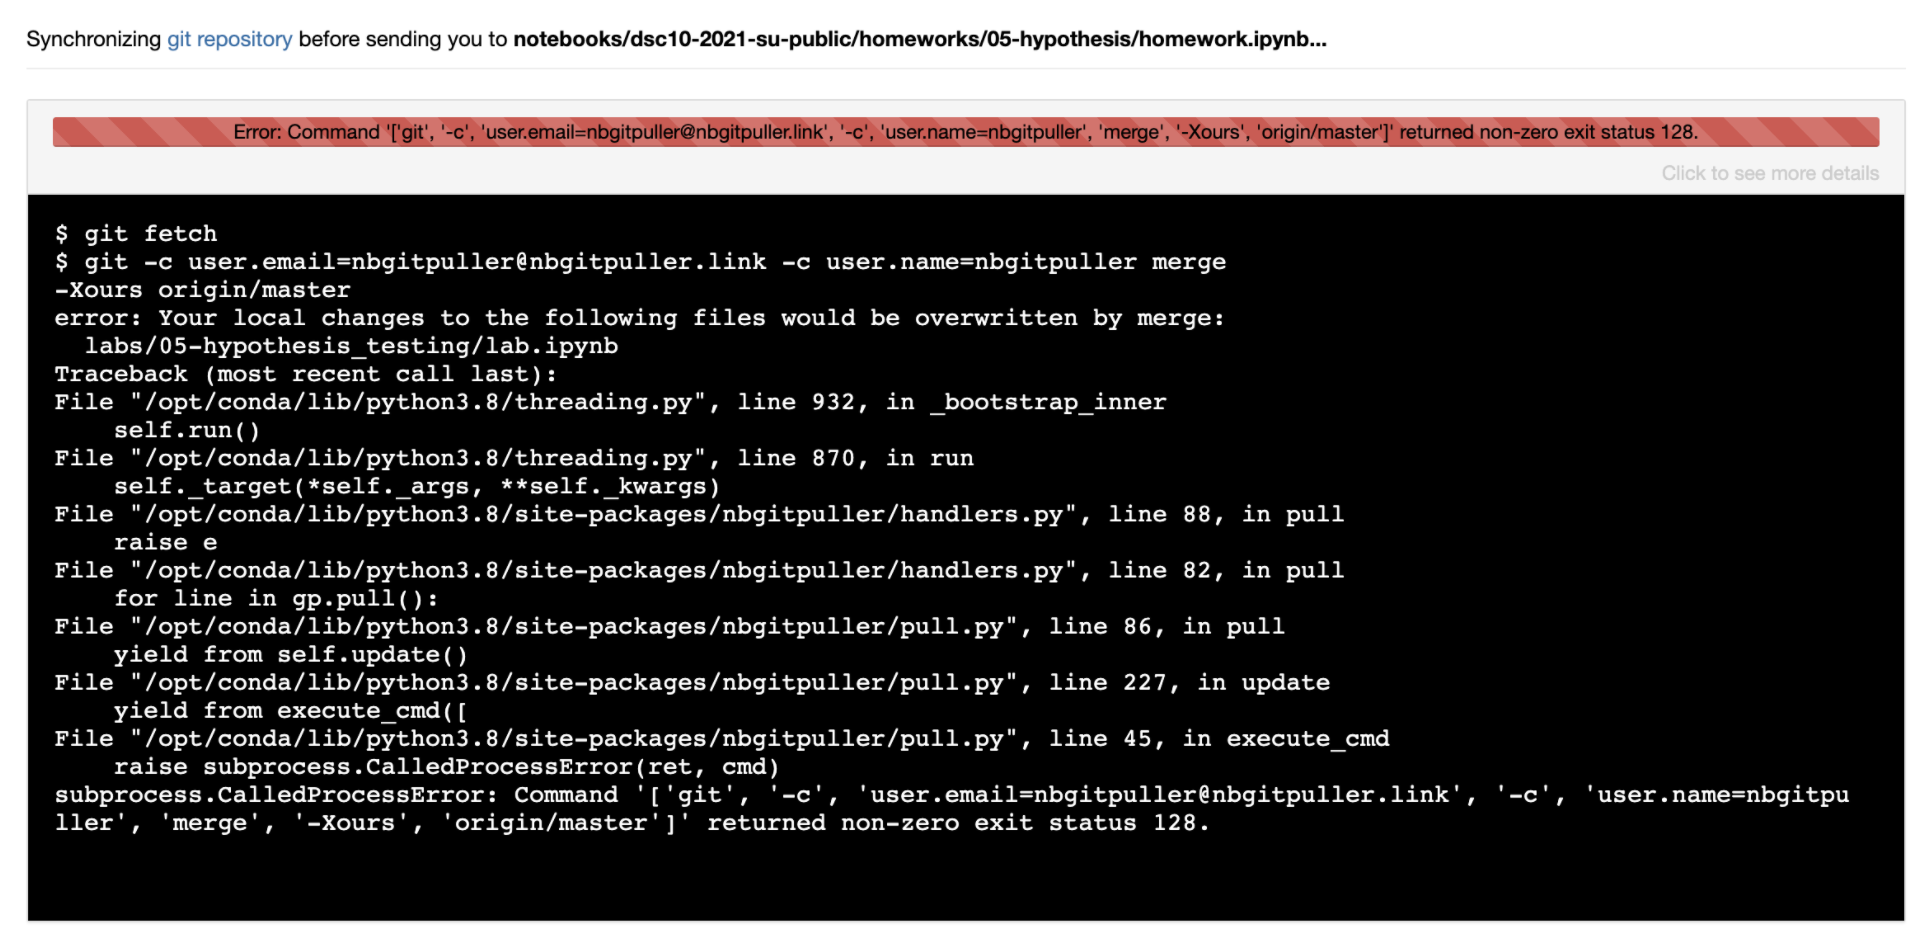 Synchronizing git repository before sending you to notebooks/dsc10-2021-su-public/homeworks/05-hypothesis/homework.ipynb...
Error: Command '['git', '-c', 'user.email=nbgitpuller@nbgitpuller.link', '-c', 'user.name=nbgitpuller', 'merge', '-Xours', 'origin/master']' returned non-zero exit status 128.
Click to see more details
$ git fetch
$ git -c user.email=nbgitpuller@nbgitpuller.link -c user.name=nbgitpuller merge
-Xours origin/master
error: Your local changes to the following files would be overwritten by merge:
  labs/05-hypothesis_testing/lab.ipynb
Traceback (most recent call last):
File "/opt/conda/lib/python3.8/threading.py", line 932, in _bootstrap_inner
    self.run()
File "/opt/conda/lib/python3.8/threading.py", line 870, in run
    self._target(*self._args, **self._kwargs)
File "/opt/conda/lib/python3.8/site-packages/nbgitpuller/handlers.py", line 88, in pull
    raise e
File "/opt/conda/lib/python3.8/site-packages/nbgitpuller/handlers.py", line 82, in pull
    for line in gp.pull():
File "/opt/conda/lib/python3.8/site-packages/nbgitpuller/pull.py", line 86, in pull
    yield from self.update()
File "/opt/conda/lib/python3.8/site-packages/nbgitpuller/pull.py", line 227, in update
    yield from execute_cmd([
File "/opt/conda/lib/python3.8/site-packages/nbgitpuller/pull.py", line 45, in execute_cmd
    raise subprocess.CalledProcessError(ret, cmd)
subprocess.CalledProcessError: Command '['git', '-c', 'user.email=nbgitpuller@nbgitpuller.link', '-c', 'user.name=nbgitpu
ller', 'merge', '-Xours', 'origin/master']' returned non-zero exit status 128.